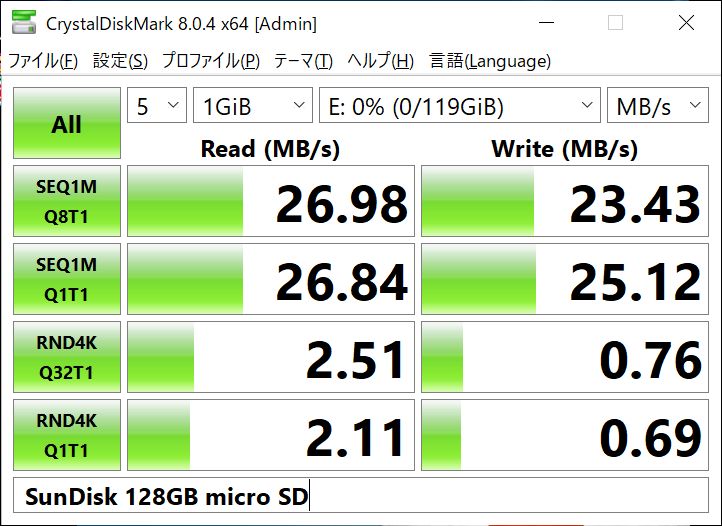 CrystalDiskMark 8.0.4 x64 [Admin]
ファイル(F) 設定(S) プロファイル(P) テーマ(T) ヘルプ(H) 言語(Language)
All 5 1GiB E: 0% (0/119GiB) MB/s
Read (MB/s) Write (MB/s)
SEQ1M
Q8T1
26.98 23.43
SEQ1M
Q1T1
26.84 25.12
RND4K
Q32T1
2.51 0.76
RND4K
Q1T1
2.11 0.69
SunDisk 128GB micro SD